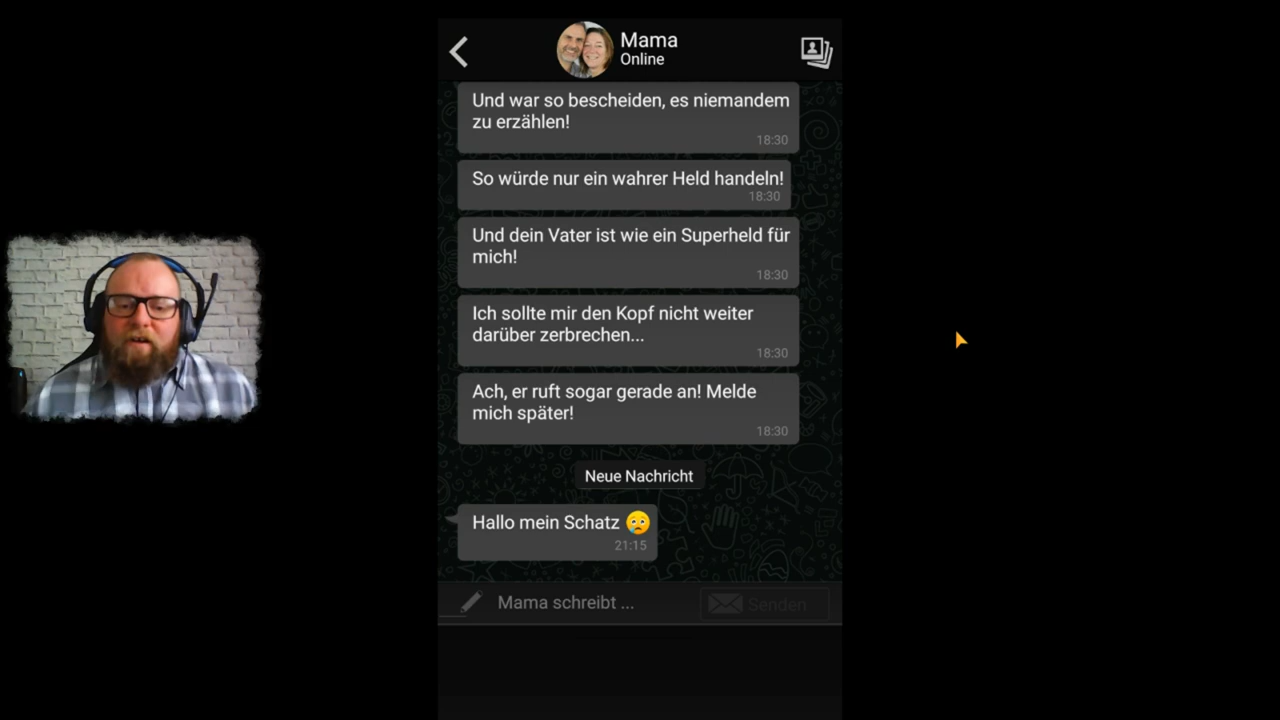 Mama
Online
Und war so bescheiden, es niemandem
zu erzählen!
18:30
So würde nur ein wahrer Held handeln!
18:30
Und dein Vater ist wie ein Superheld für
mich!
18:30
Ich sollte mir den Kopf nicht weiter
darüber zerbrechen...
18:30
Ach, er ruft sogar gerade an! Melde
mich später!
18:30
Neue Nachricht
Hallo mein Schatz 😢
21:15
Mama schreibt ...
Senden